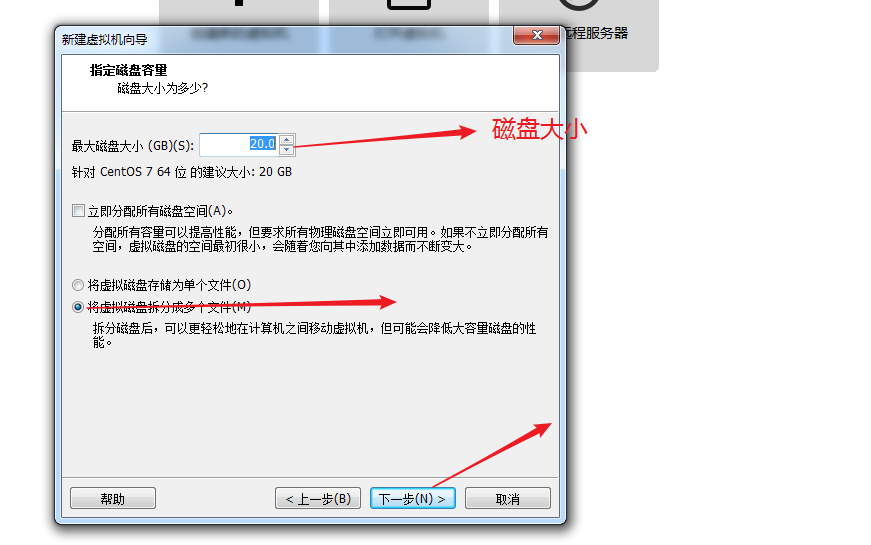 远程服务器
新建虚拟机向导
指定磁盘容量
磁盘大小为多少?
磁盘大小
最大磁盘大小 (GB)(S): 20.0
针对 CentOS 7 64 位 的建议大小: 20 GB
立即分配所有磁盘空间(A)。
分配所有容量可以提高性能，但要求所有物理磁盘空间立即可用。如果不立即分配所有
空间，虚拟磁盘的空间最初很小，会随着您向其中添加数据而不断变大。
将虚拟磁盘存储为单个文件(O)
将虚拟磁盘拆分成多个文件(M)
拆分磁盘后，可以更轻松地在计算机之间移动虚拟机，但可能会降低大容量磁盘的性
能。
帮助
< 上一步(B)
下一步(N) >
取消